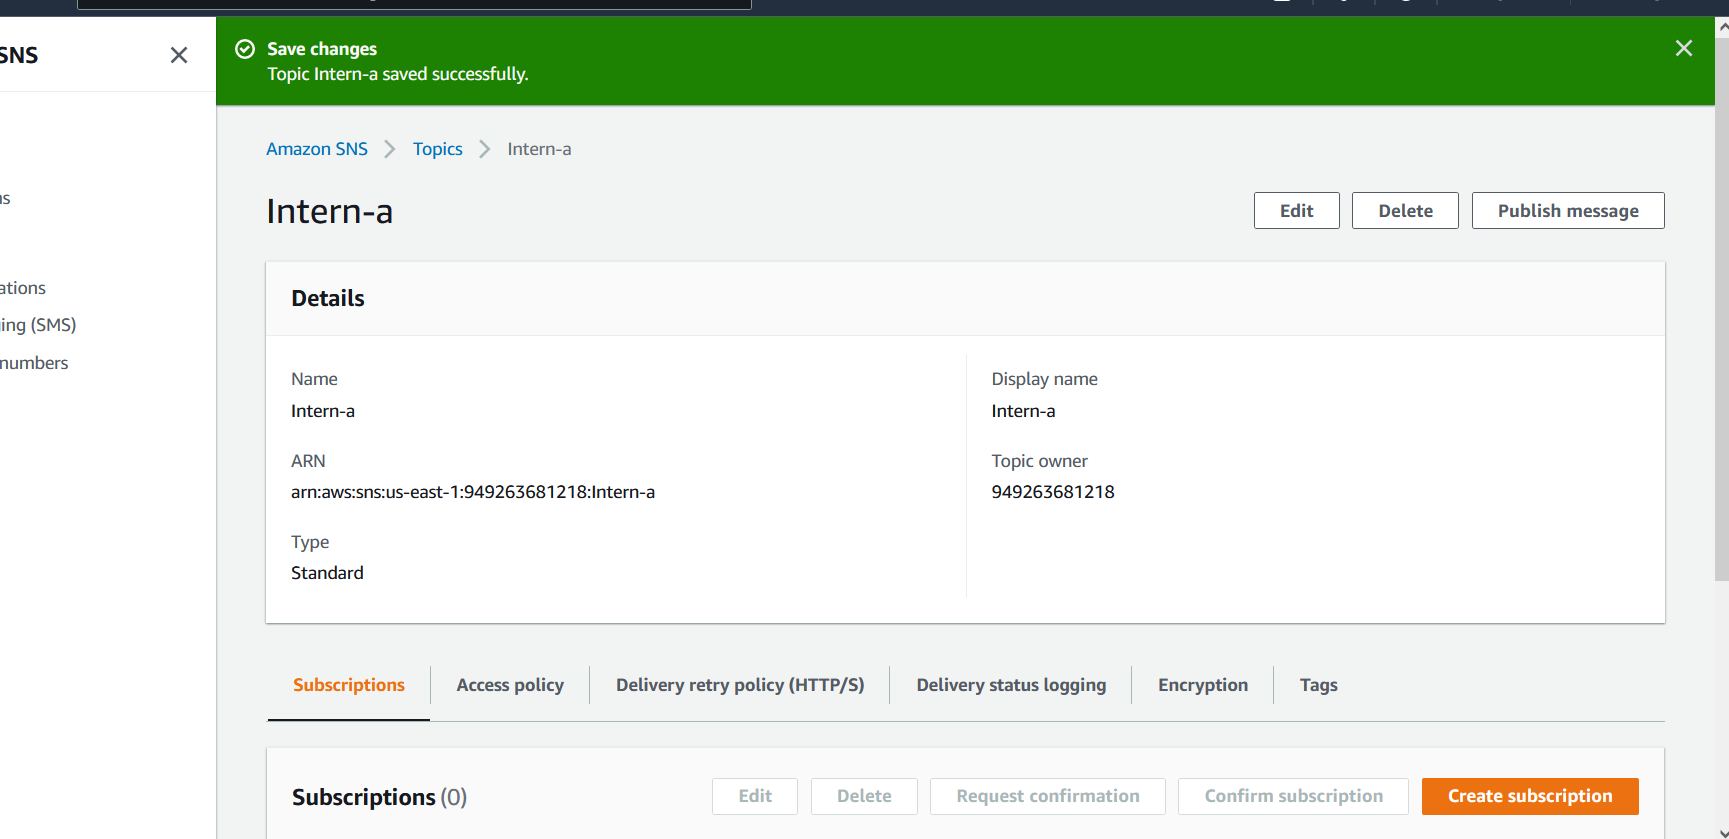 SNS
ns
ations
ing (SMS)
numbers
Save changes
Topic Intern-a saved successfully.
Amazon SNS
Topics
Intern-a
Intern-a
Edit
Delete
Publish message
Details
Name
Intern-a
ARN
arn:aws:sns:us-east-1:949263681218:Intern-a
Type
Standard
Display name
Intern-a
Topic owner
949263681218
Subscriptions
Access policy
Delivery retry policy (HTTP/S)
Delivery status logging
Encryption
Tags
Subscriptions (0)
Edit
Delete
Request confirmation
Confirm subscription
Create subscription